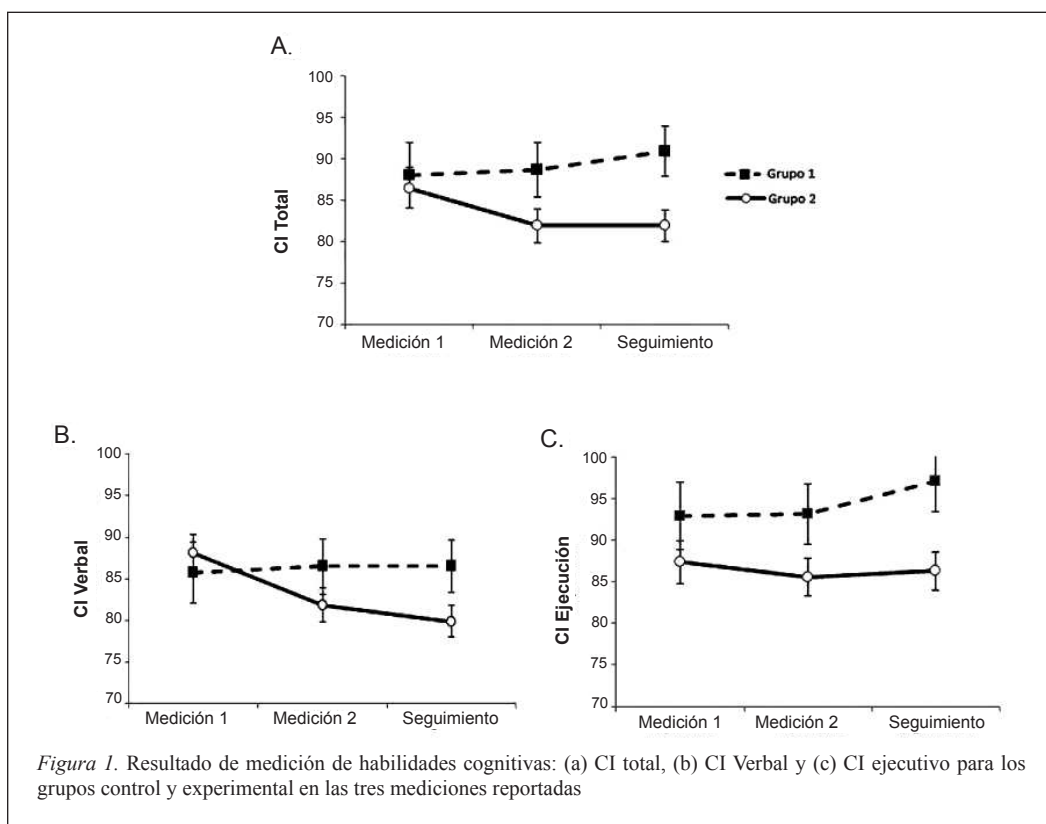 A.
100
95
90
85
80
75
70
CI Total
Medición 1 Medición 2 Seguimiento
Grupo 1
Grupo 2
B.
100
95
90
85
80
75
70
CI Verbal
Medición 1 Medición 2 Seguimiento
C.
100
95
90
85
80
75
70
CI Ejecución
Medición 1 Medición 2 Seguimiento
Figura 1. Resultado de medición de habilidades cognitivas: (a) CI total, (b) CI Verbal y (c) CI ejecutivo para los
grupos control y experimental en las tres mediciones reportadas